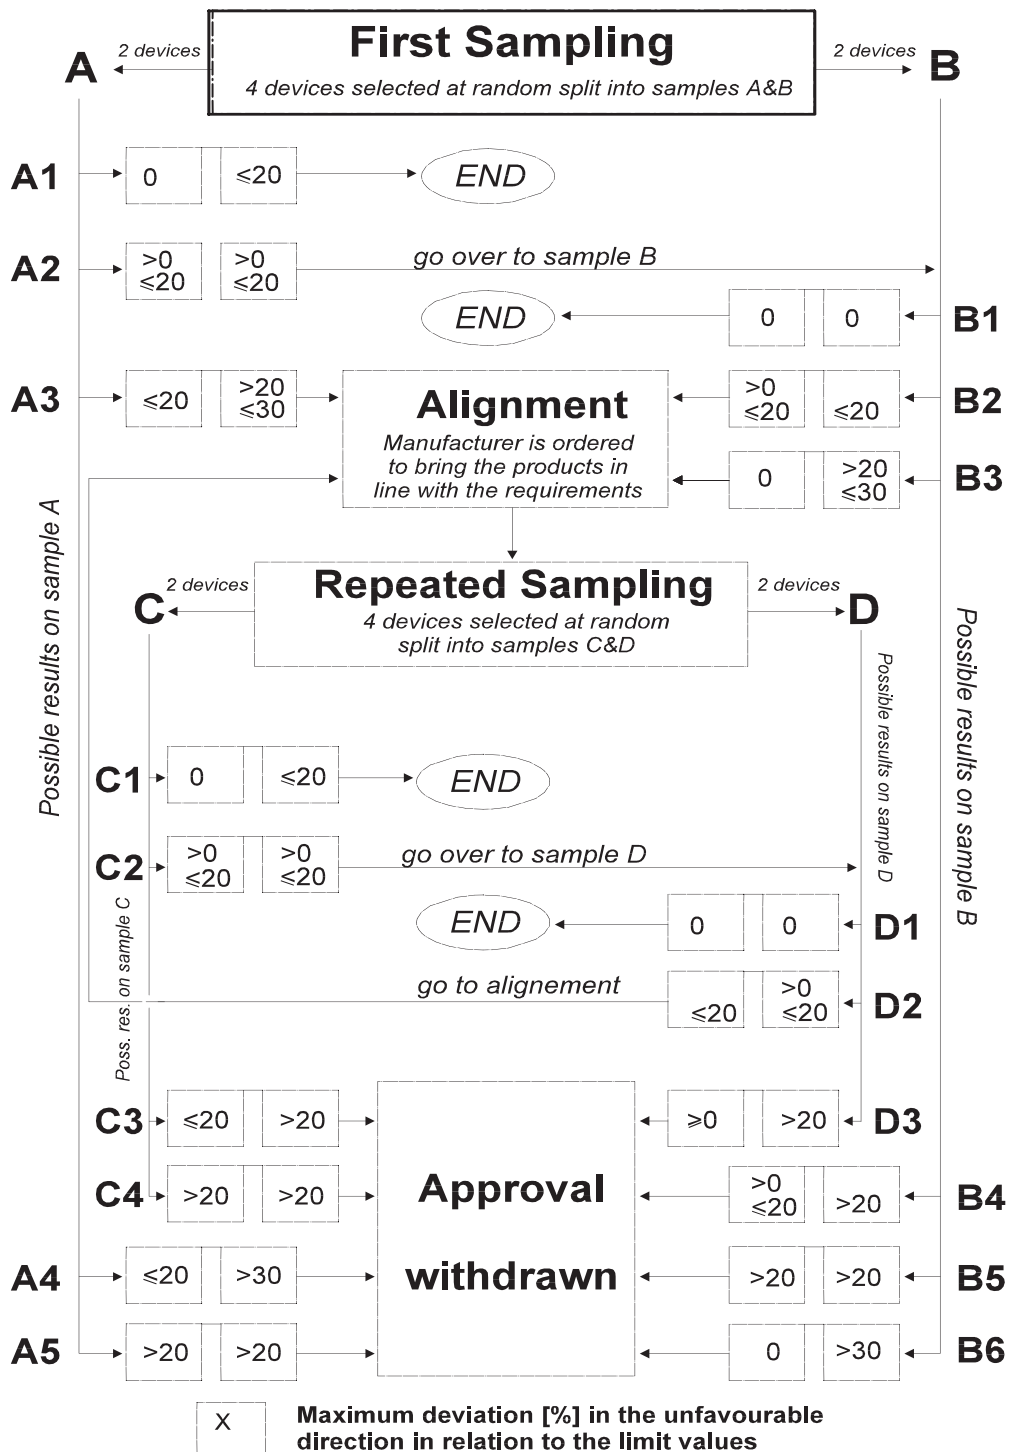 First Sampling
4 devices selected at random split into samples A&B
A
2 devices
2 devices
B
A1
0
≤20
END
A2
>0
≤20
>0
≤20
go over to sample B
END
0
0
B1
A3
≤20
>20
≤30
Alignment
Manufacturer is ordered
to bring the products in
line with the requirements
>0
≤20
≤20
B2
0
>20
≤30
B3
Possible results on sample A
Possible results on sample B
Repeated Sampling
4 devices selected at random
split into samples C&D
C
2 devices
2 devices
D
Possible results on sample D
C1
0
≤20
END
C2
>0
≤20
>0
≤20
go over to sample D
Poss. res. on sample C
END
0
0
D1
go to alignement
≤20
>0
≤20
D2
C3
≤20
>20
≥0
>20
D3
C4
>20
>20
Approval
withdrawn
>0
≤20
>20
B4
A4
≤20
>30
>20
>20
B5
A5
>20
>20
0
>30
B6
X
Maximum deviation [%] in the unfavourable
direction in relation to the limit values